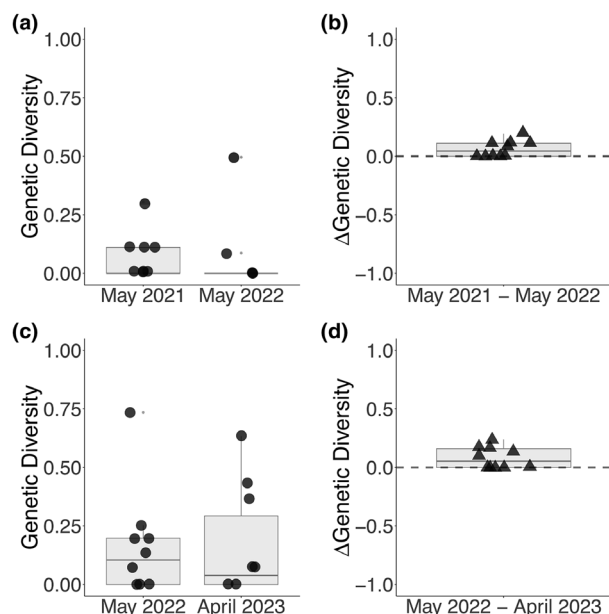 (a)
1.00
0.75
0.50
0.25
0.00
Genetic Diversity
May 2021 May 2022
(b)
1.0
0.5
0.0
−0.5
−1.0
ΔGenetic Diversity
May 2021 − May 2022
(c)
1.00
0.75
0.50
0.25
0.00
Genetic Diversity
May 2022 April 2023
(d)
1.0
0.5
0.0
−0.5
−1.0
ΔGenetic Diversity
May 2022 − April 2023